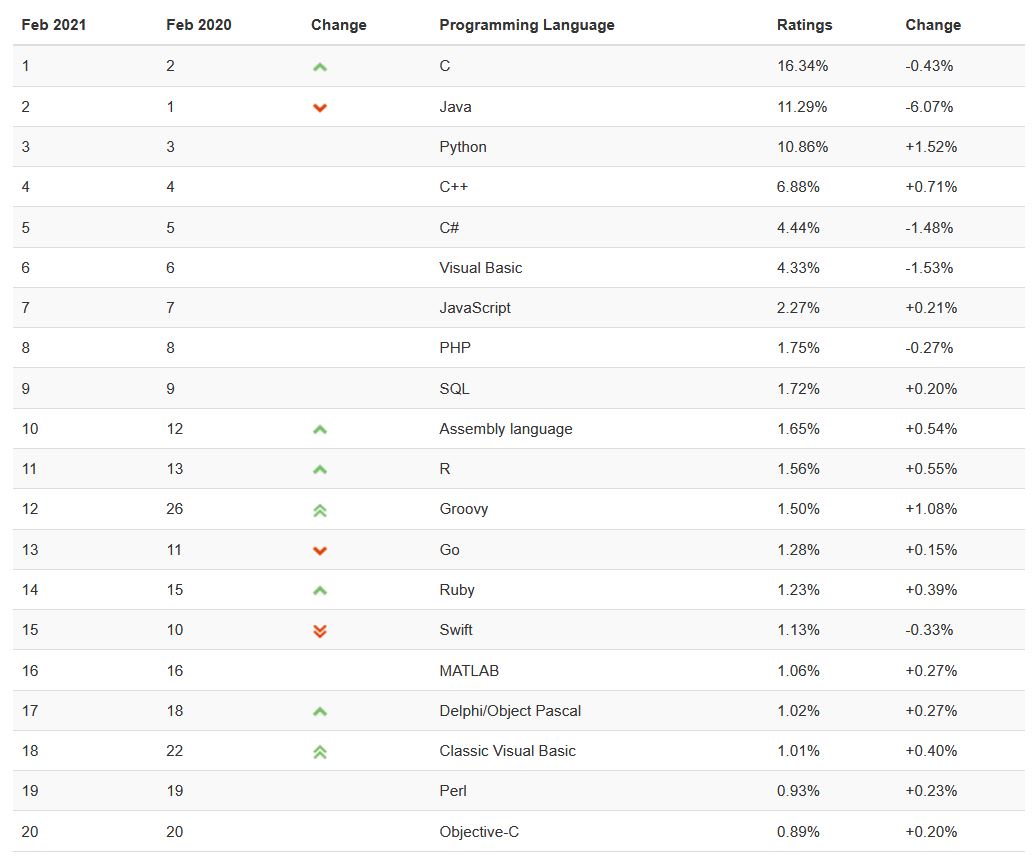 Feb 2021 Feb 2020 Change Programming Language Ratings Change
1 2 C 16.34% -0.43%
2 1 Java 11.29% -6.07%
3 3 Python 10.86% +1.52%
4 4 C++ 6.88% +0.71%
5 5 C# 4.44% -1.48%
6 6 Visual Basic 4.33% -1.53%
7 7 JavaScript 2.27% +0.21%
8 8 PHP 1.75% -0.27%
9 9 SQL 1.72% +0.20%
10 12 Assembly language 1.65% +0.54%
11 13 R 1.56% +0.55%
12 26 Groovy 1.50% +1.08%
13 11 Go 1.28% +0.15%
14 15 Ruby 1.23% +0.39%
15 10 Swift 1.13% -0.33%
16 16 MATLAB 1.06% +0.27%
17 18 Delphi/Object Pascal 1.02% +0.27%
18 22 Classic Visual Basic 1.01% +0.40%
19 19 Perl 0.93% +0.23%
20 20 Objective-C 0.89% +0.20%